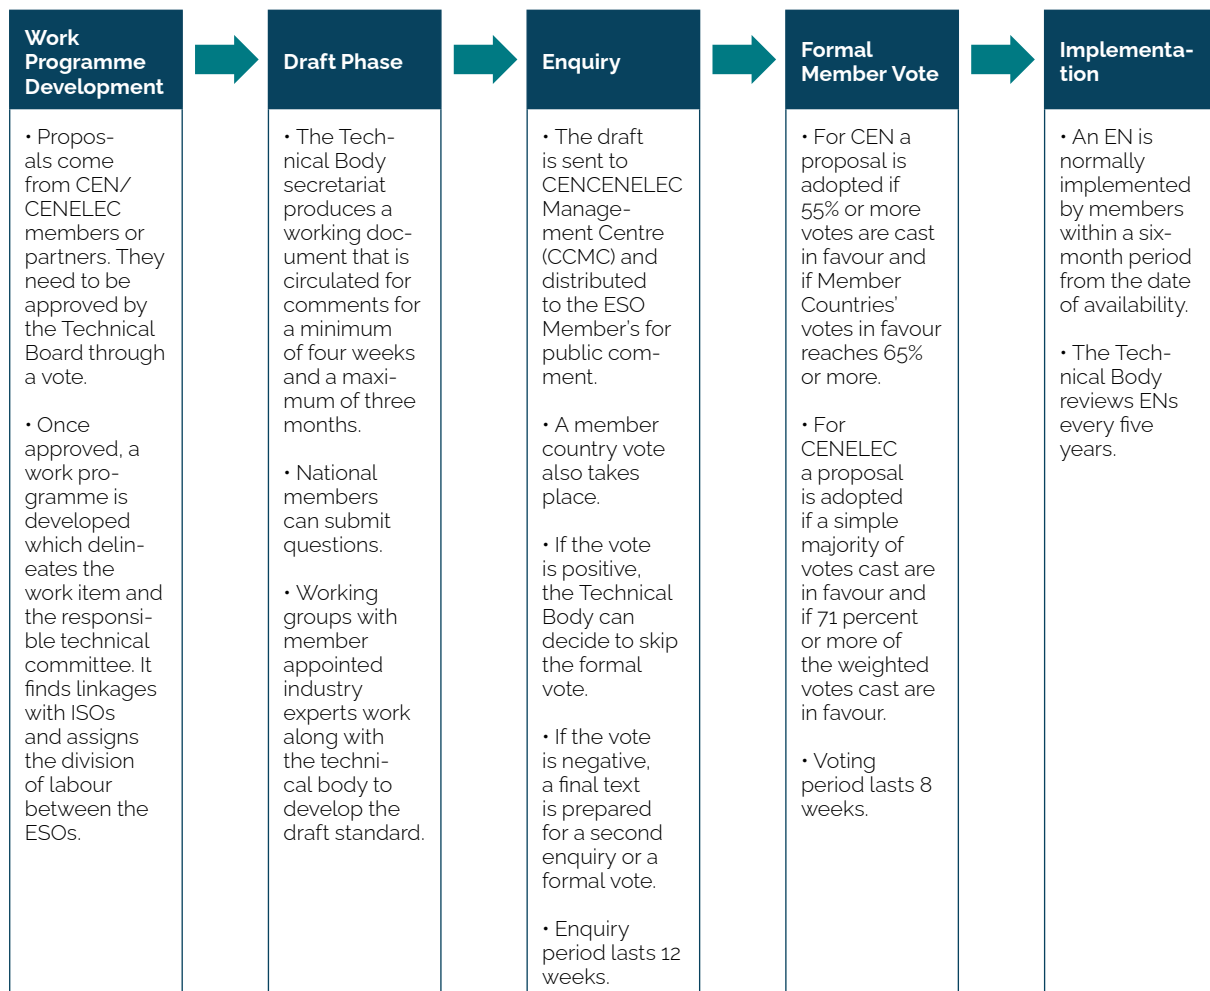 Work
Programme
Development
• Propos-
als come
from CEN/
CENELEC
members or
partners. They
need to be
approved by
the Technical
Board through
a vote.
• Once
approved, a
work pro-
gramme is
developed
which delin-
eates the
work item and
the responsi-
ble technical
committee. It
finds linkages
with ISOs
and assigns
the division
of labour
between the
ESOs.
Draft Phase
• The Tech-
nical Body
secretariat
produces a
working doc-
ument that is
circulated for
comments for
a minimum
of four weeks
and a maxi-
mum of three
months.
• National
members
can submit
questions.
• Working
groups with
member
appointed
industry
experts work
along with
the techni-
cal body to
develop the
draft standard.
Enquiry
• The draft
is sent to
CENCENELEC
Manage-
ment Centre
(CCMC) and
distributed
to the ESO
Member's for
public com-
ment.
• A member
country vote
also takes
place.
• If the vote
is positive,
the Technical
Body can
decide to skip
the formal
vote.
• If the vote
is negative,
a final text
is prepared
for a second
enquiry or a
formal vote.
• Enquiry
period lasts 12
weeks.
Formal
Member Vote
• For CEN a
proposal is
adopted if
55% or more
votes are cast
in favour and
if Member
Countries'
votes in favour
reaches 65%
or more.
• For
CENELEC
a proposal
is adopted
if a simple
majority of
votes cast are
in favour and
if 71 percent
or more of
the weighted
votes cast are
in favour.
• Voting
period lasts 8
weeks.
Implementa-
tion
• An EN is
normally
implemented
by members
within a six-
month period
from the date
of availability.
• The Tech-
nical Body
reviews ENs
every five
years.